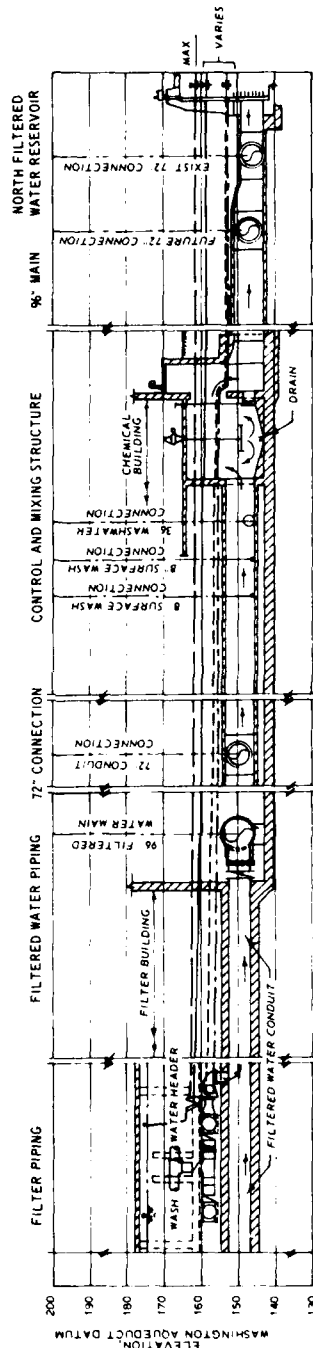 FILTER PIPING
FILTERED WATER PIPING
72" CONNECTION
CONTROL AND MIXING STRUCTURE
96" MAIN
NORTH FILTERED
WATER RESERVOIR
200
190
180
170
160
150
140
130
ELEVATION,
WASHINGTON AQUEDUCT DATUM
WASH WATER HEADER
FILTERED WATER CONDUIT
FILTER BUILDING
96 FILTERED
WATER MAIN
72" CONDUIT
CONNECTION
8 SURFACE WASH
CONNECTION
8" SURFACE WASH
CONNECTION
36 WASHWATER
CONNECTION
CHEMICAL
BUILDING
DRAIN
FUTURE 72" CONNECTION
EXIST 72" CONNECTION
MAX
VARIES